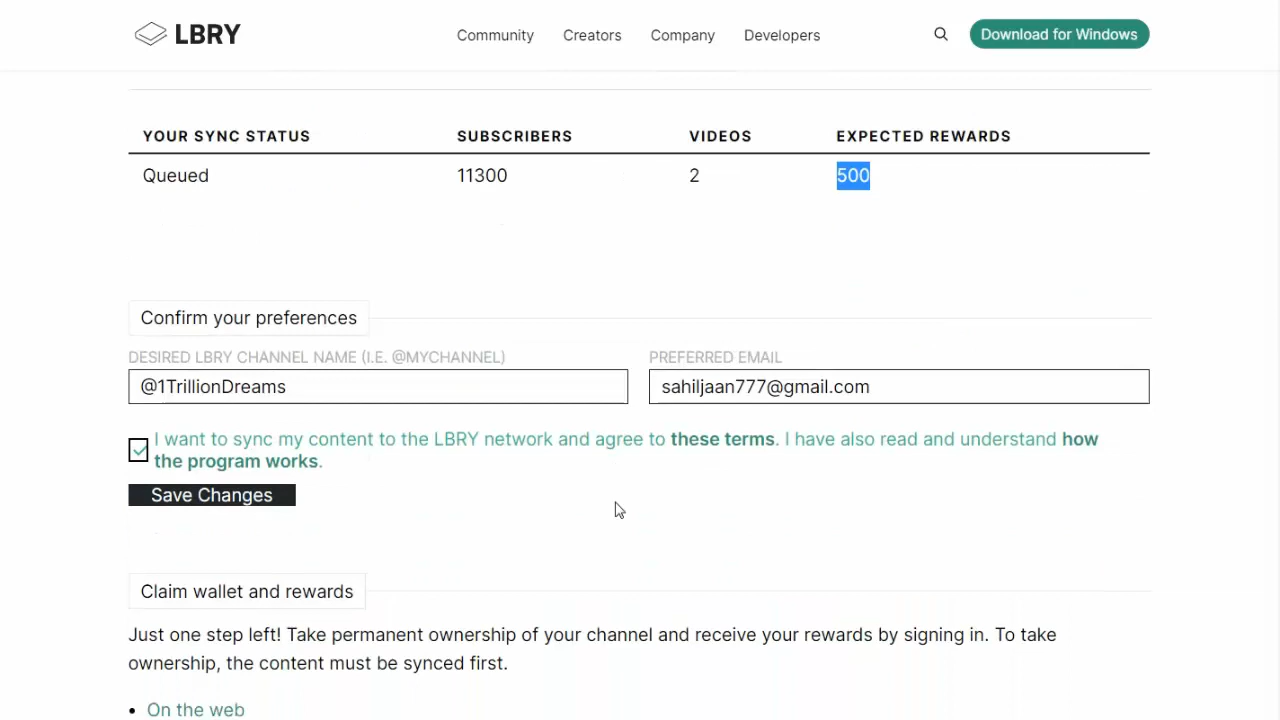 LBRY
Community Creators Company Developers Download for Windows
YOUR SYNC STATUS SUBSCRIBERS VIDEOS EXPECTED REWARDS
Queued 11300 2 500
Confirm your preferences
DESIRED LBRY CHANNEL NAME (I.E. @MYCHANNEL) PREFERRED EMAIL
@1TrillionDreams sahiljaan777@gmail.com
I want to sync my content to the LBRY network and agree to these terms. I have also read and understand how
the program works.
Save Changes
Claim wallet and rewards
Just one step left! Take permanent ownership of your channel and receive your rewards by signing in. To take
ownership, the content must be synced first.
• On the web